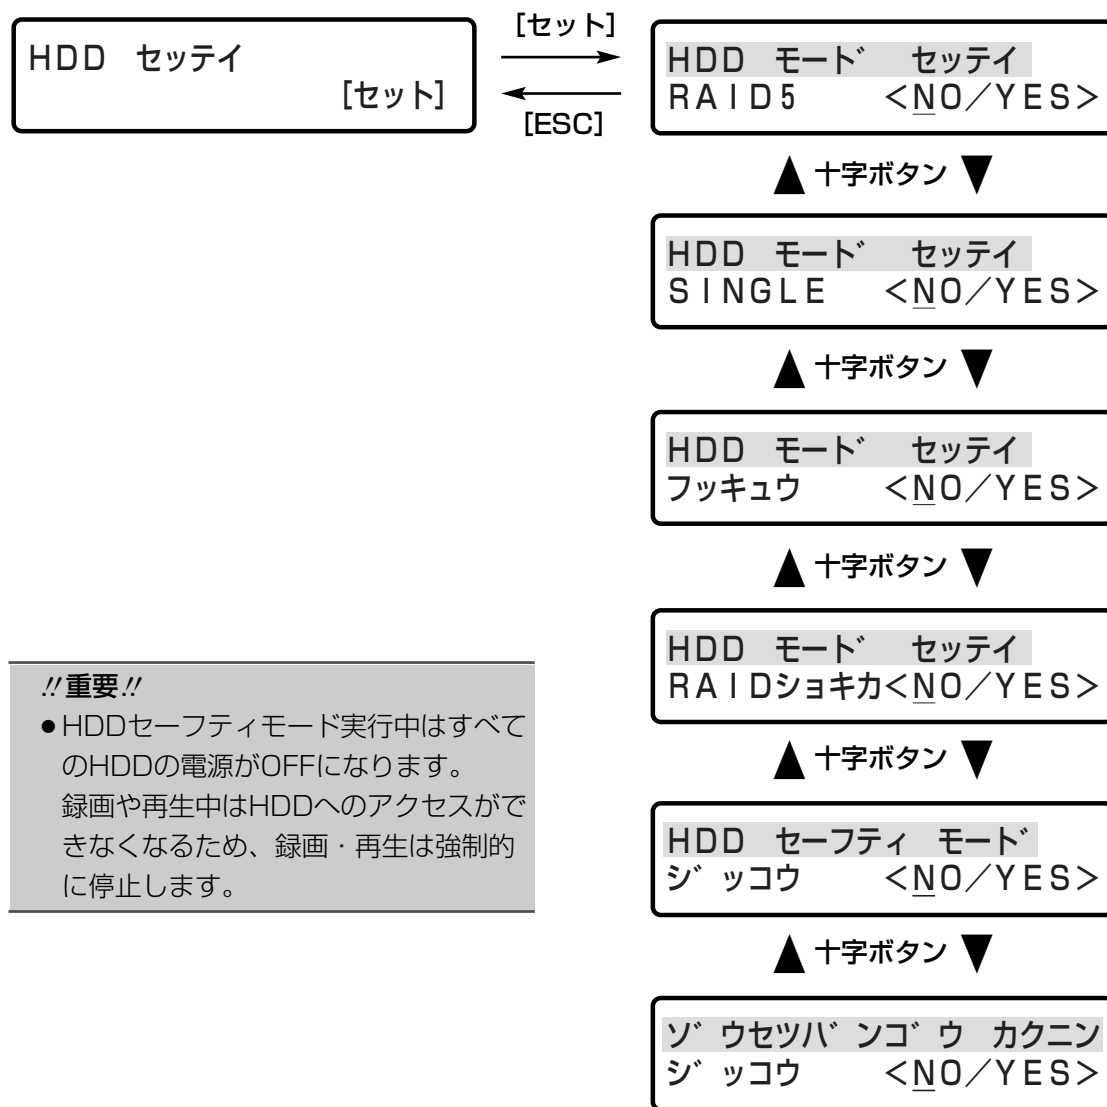 HDD セッテイ
[セット]
[セット]
[ESC]
HDD モード セッテイ
RAID5 <NO/YES>
▲ 十字ボタン ▼
HDD モード セッテイ
SINGLE <NO/YES>
▲ 十字ボタン ▼
HDD モード セッテイ
フッキュウ <NO/YES>
▲ 十字ボタン ▼
HDD モード セッテイ
RAIDショキカ<NO/YES>
▲ 十字ボタン ▼
HDD セーフティ モード
ジッコウ <NO/YES>
▲ 十字ボタン ▼
ゾウセツバンゴウ カクニン
ジッコウ <NO/YES>
!!重要!!
●HDDセーフティモード実行中はすべて
のHDDの電源がOFFになります。
録画や再生中はHDDへのアクセスがで
きなくなるため、録画・再生は強制的
に停止します。